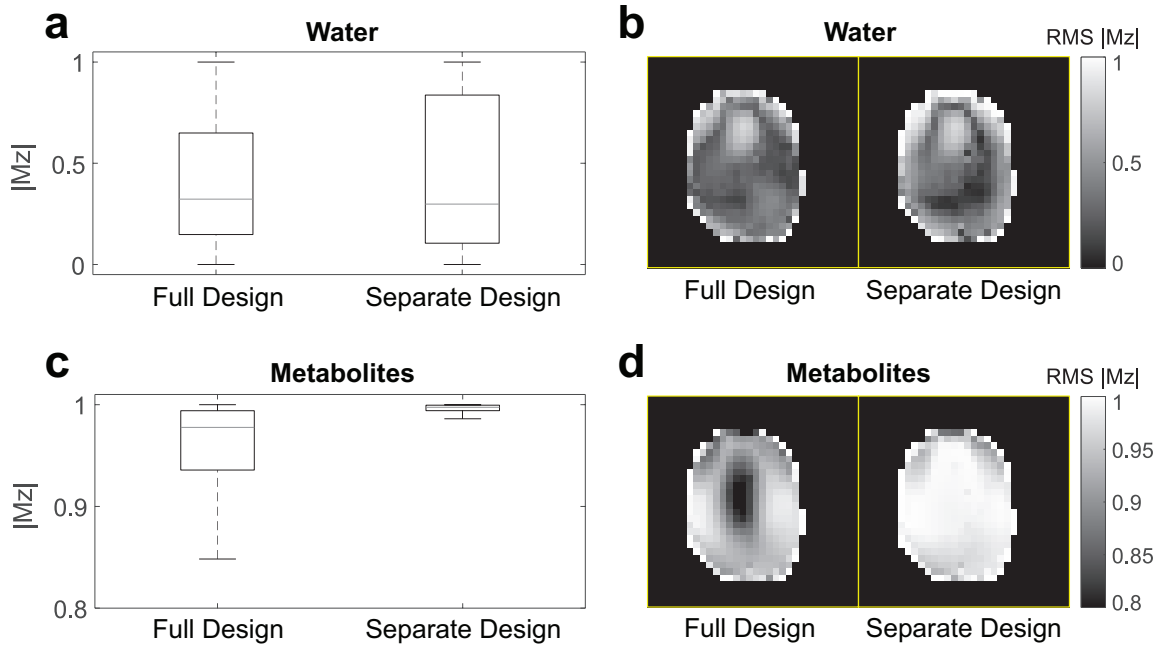 a
Water
|Mz|
1
0.5
0
Full Design
Separate Design
b
Water
RMS |Mz|
1
0.5
0
Full Design
Separate Design
c
Metabolites
|Mz|
1
0.9
0.8
Full Design
Separate Design
d
Metabolites
RMS |Mz|
1
0.95
0.9
0.85
0.8
Full Design
Separate Design